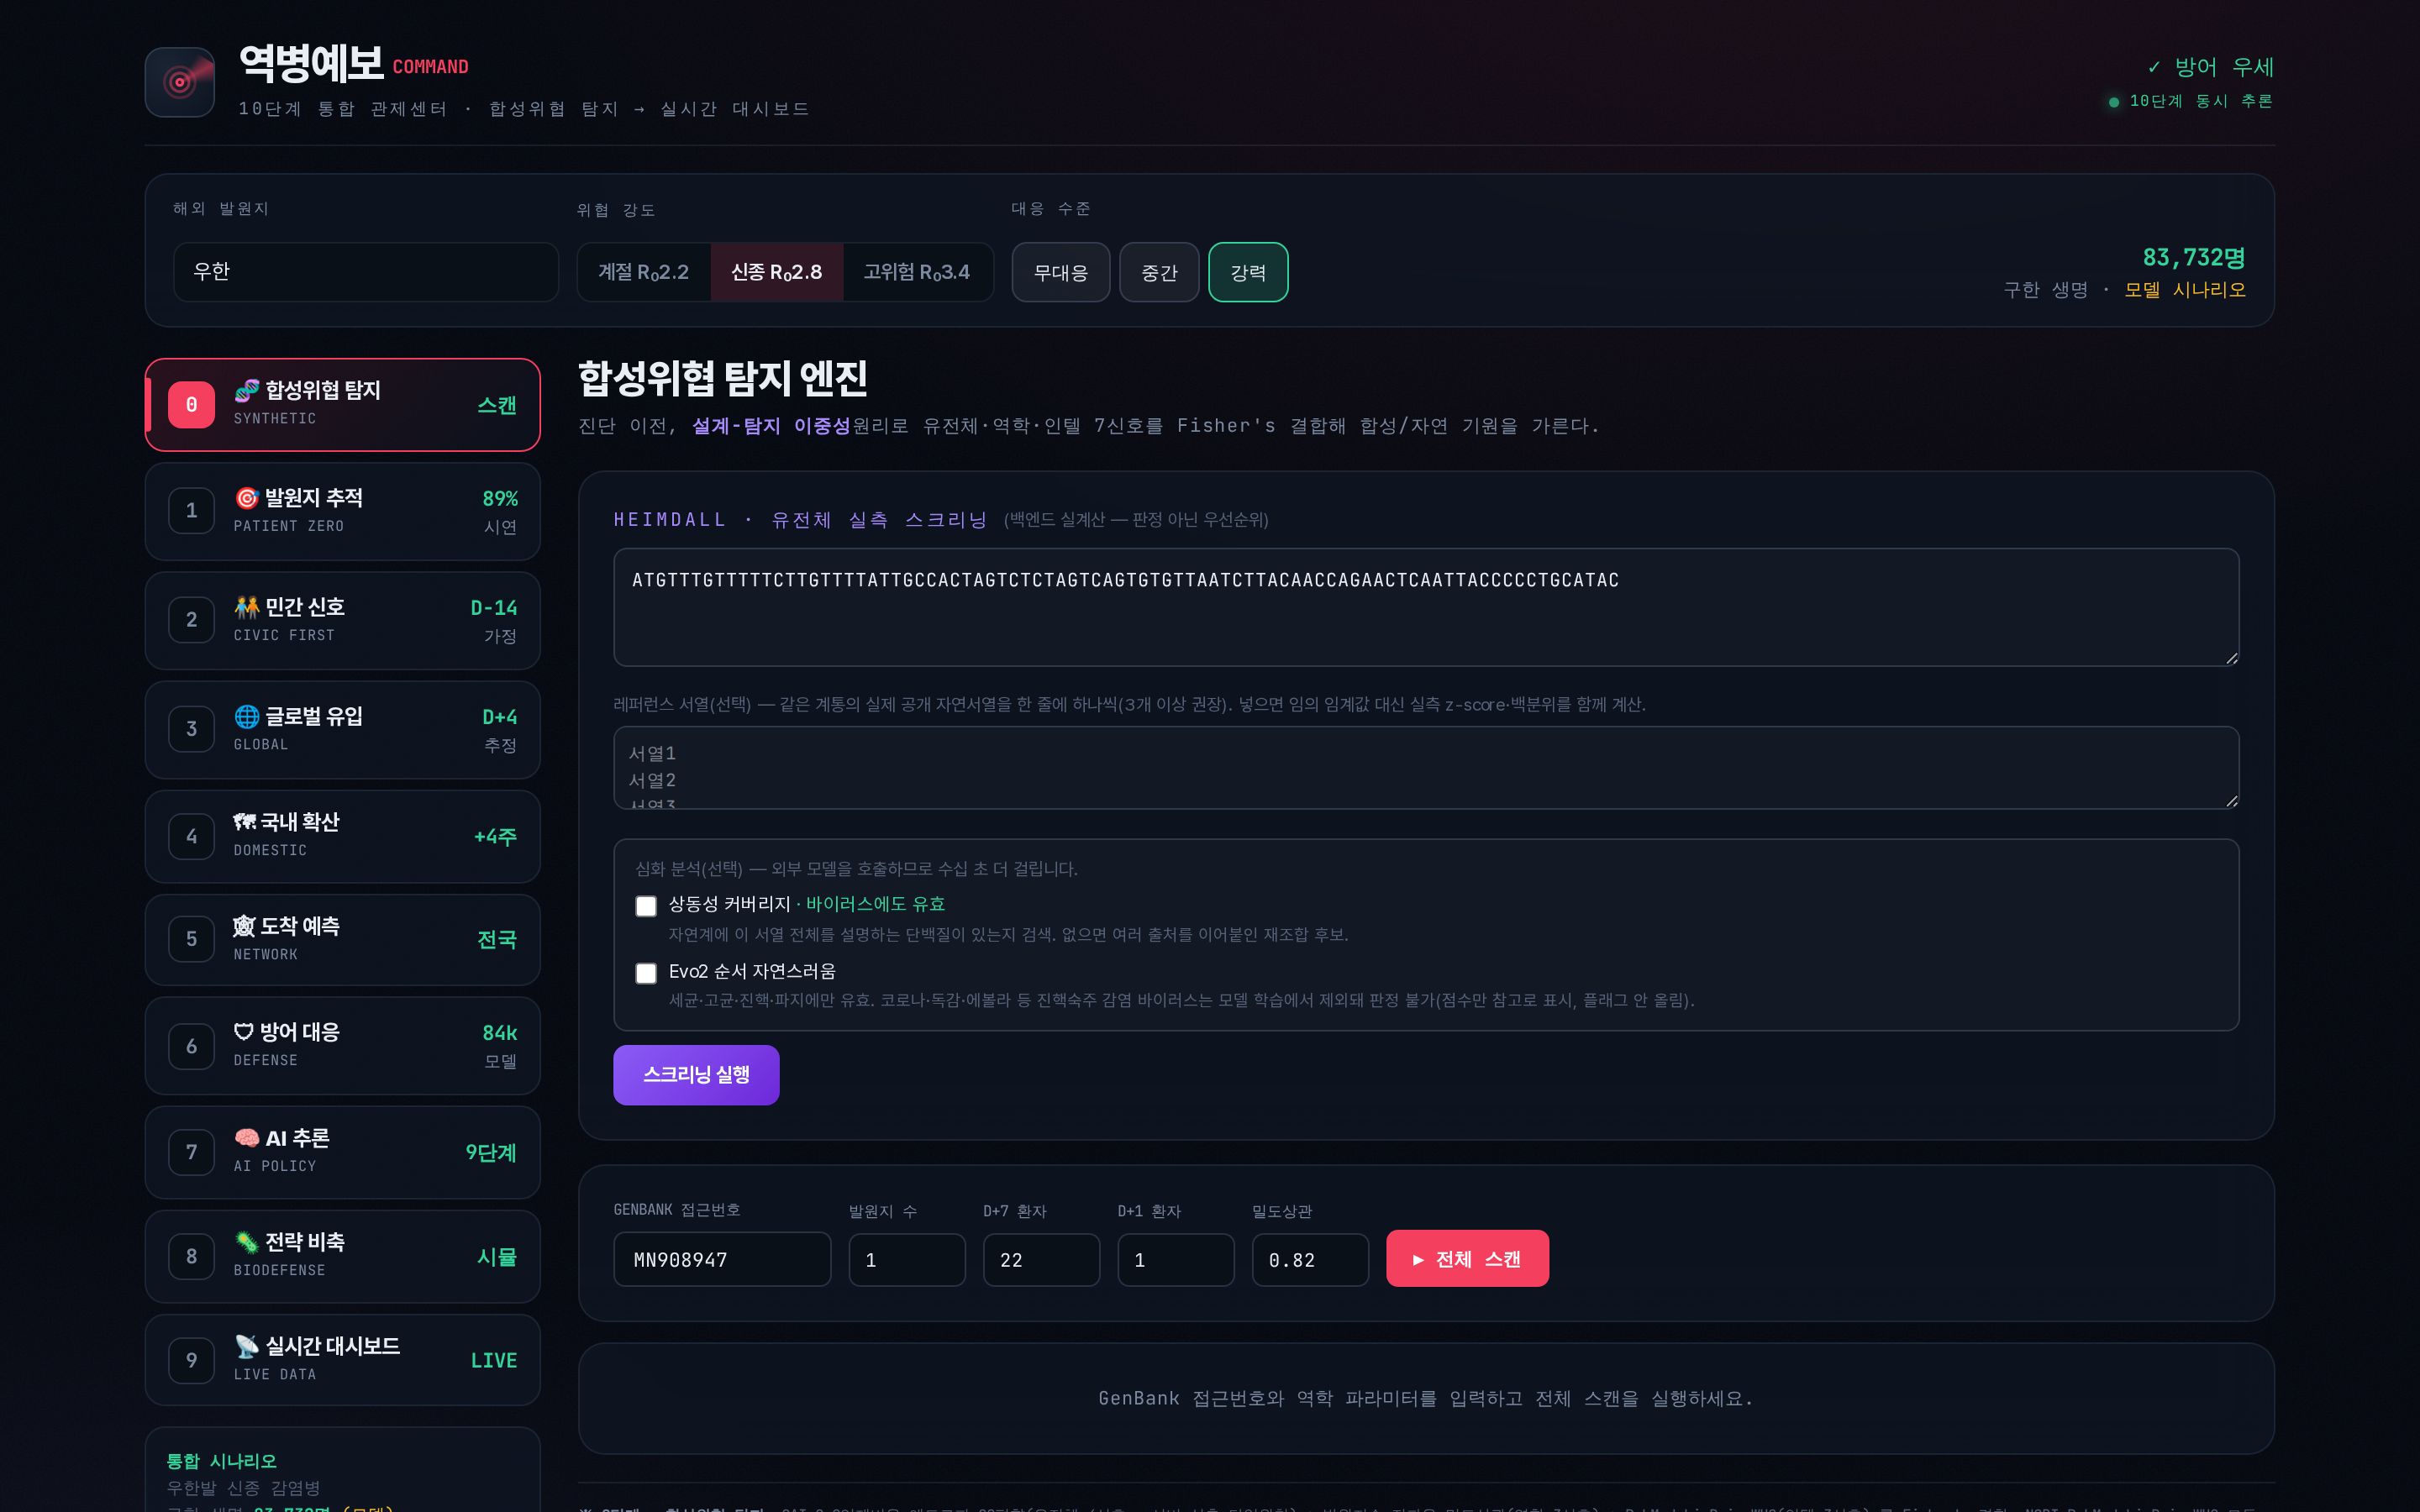 역병예보 COMMAND
10단계 통합 관제센터 · 합성위협 탐지 → 실시간 대시보드
✓ 방어 우세
10단계 동시 추론
해외 발원지
위협 강도
대응 수준
우한
계절 R₀2.2
신종 R₀2.8
고위험 R₀3.4
무대응
중간
강력
83,732명
구한 생명 · 모델 시나리오
0
🧬 합성위협 탐지
SYNTHETIC
스캔
1
🎯 발원지 추적
PATIENT ZERO
89%
시연
2
🧑‍🤝‍🧑 민간 신호
CIVIC FIRST
D-14
가정
3
🌐 글로벌 유입
GLOBAL
D+4
추정
4
🗺 국내 확산
DOMESTIC
+4주
5
🕸 도착 예측
NETWORK
전국
6
🛡 방어 대응
DEFENSE
84k
모델
7
🧠 AI 추론
AI POLICY
9단계
8
🦠 전략 비축
BIODEFENSE
시뮬
9
📡 실시간 대시보드
LIVE DATA
LIVE
통합 시나리오
우한발 신종 감염병
합성위협 탐지 엔진
진단 이전, 설계-탐지 이중성원리로 유전체·역학·인텔 7신호를 Fisher's 결합해 합성/자연 기원을 가른다.
HEIMDALL · 유전체 실측 스크리닝 (백엔드 실계산 — 판정 아닌 우선순위)
ATGTTTGTTTTTCTTGTTTTATTGCCACTAGTCTCTAGTCAGTGTGTTAATCTTACAACCAGAACTCAATTACCCCCTGCATAC
레퍼런스 서열(선택) — 같은 계통의 실제 공개 자연서열을 한 줄에 하나씩(3개 이상 권장). 넣으면 임의 임계값 대신 실측 z-score·백분위를 함께 계산.
서열1
서열2
서열3
심화 분석(선택) — 외부 모델을 호출하므로 수십 초 더 걸립니다.
상동성 커버리지 · 바이러스에도 유효
자연계에 이 서열 전체를 설명하는 단백질이 있는지 검색. 없으면 여러 출처를 이어붙인 재조합 후보.
Evo2 순서 자연스러움
세균·고균·진핵·파지에만 유효. 코로나·독감·에볼라 등 진핵숙주 감염 바이러스는 모델 학습에서 제외돼 판정 불가(점수만 참고로 표시, 플래그 안 올림).
스크리닝 실행
GENBANK 접근번호
발원지 수
D+7 환자
D+1 환자
밀도상관
MN908947
1
22
1
0.82
▶ 전체 스캔
GenBank 접근번호와 역학 파라미터를 입력하고 전체 스캔을 실행하세요.